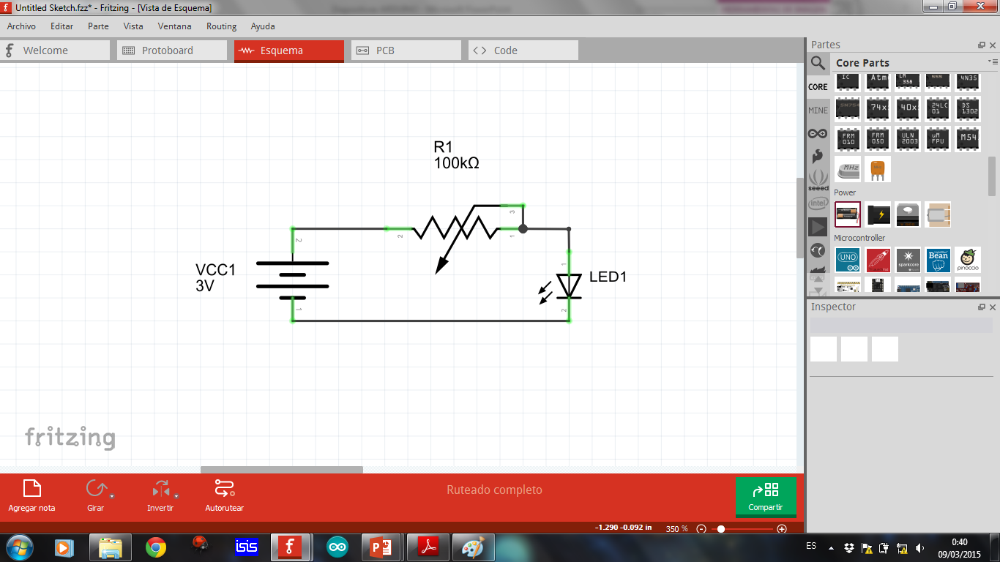 Untitled Sketch.fzz* - Fritzing - [Vista de Esquema]
Archivo Editar Parte Vista Ventana Routing Ayuda
Welcome Protoboard Esquema PCB Code
Partes
Core Parts
CORE
MINE
seeed
intel
IC Atm LM 358 555 4N35
74x 40x 24LC 01 DS 1302
FRM 010 FRM 050 ULN 2003 uM FPU M54
MHz
Power
Microcontroller
UNO sparkcore Bean pinoccio
Inspector
R1
100kΩ
3
2 1
2
VCC1
3V
1
1
LED1
2
fritzing
Agregar nota Girar Invertir Autorutear
Ruteado completo
Compartir
-1.290 -0.092 in 350 %
isis
ES
0:40
09/03/2015